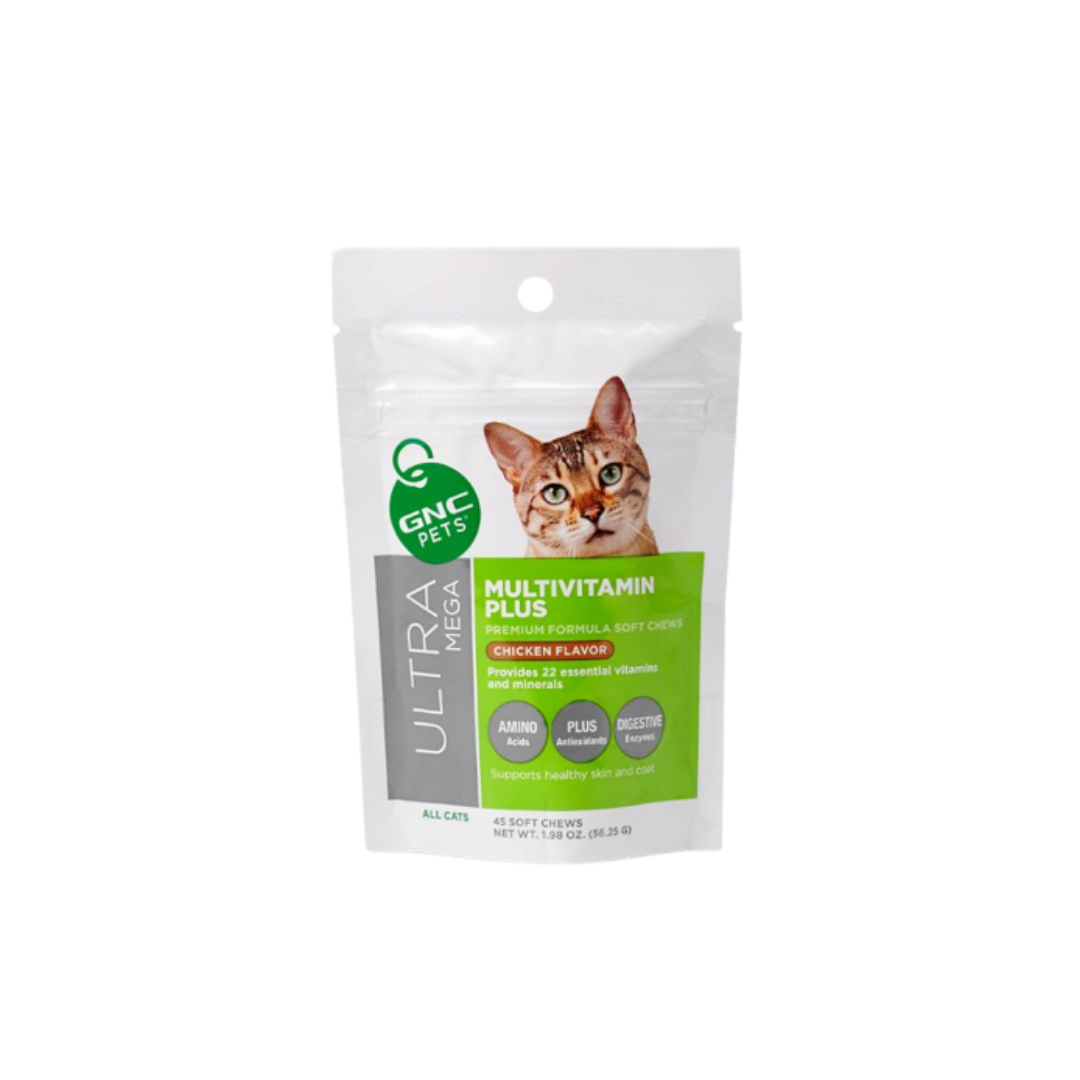 GNC
PETS®
ULTRA
MEGA
MULTIVITAMIN
PLUS
PREMIUM FORMULA SOFT CHEWS
CHICKEN FLAVOR
Provides 22 essential vitamins
and minerals
AMINO
Acids
PLUS
Antioxidants
DIGESTIVE
Enzymes
Supports healthy skin and coat
ALL CATS
45 SOFT CHEWS
NET WT. 1.98 OZ. (56.25 G)